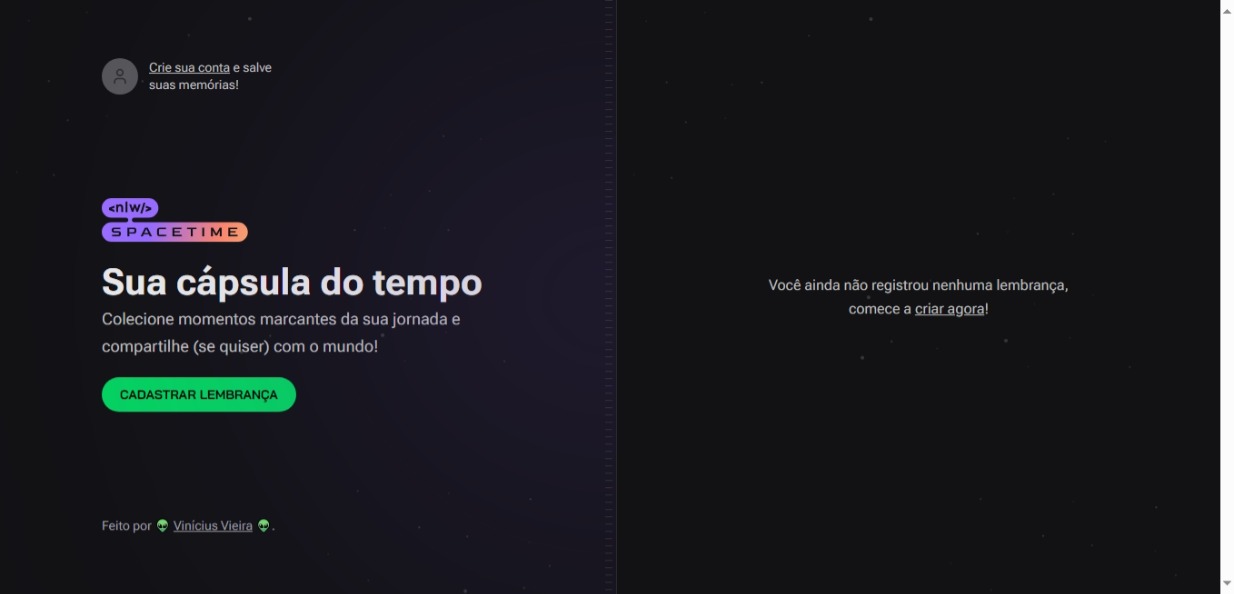 Crie sua conta e salve
suas memórias!
<nlw/>
SPACETIME
Sua cápsula do tempo
Colecione momentos marcantes da sua jornada e
compartilhe (se quiser) com o mundo!
CADASTRAR LEMBRANÇA
Feito por 👽 Vinícius Vieira 👽 .
Você ainda não registrou nenhuma lembrança,
comece a criar agora!